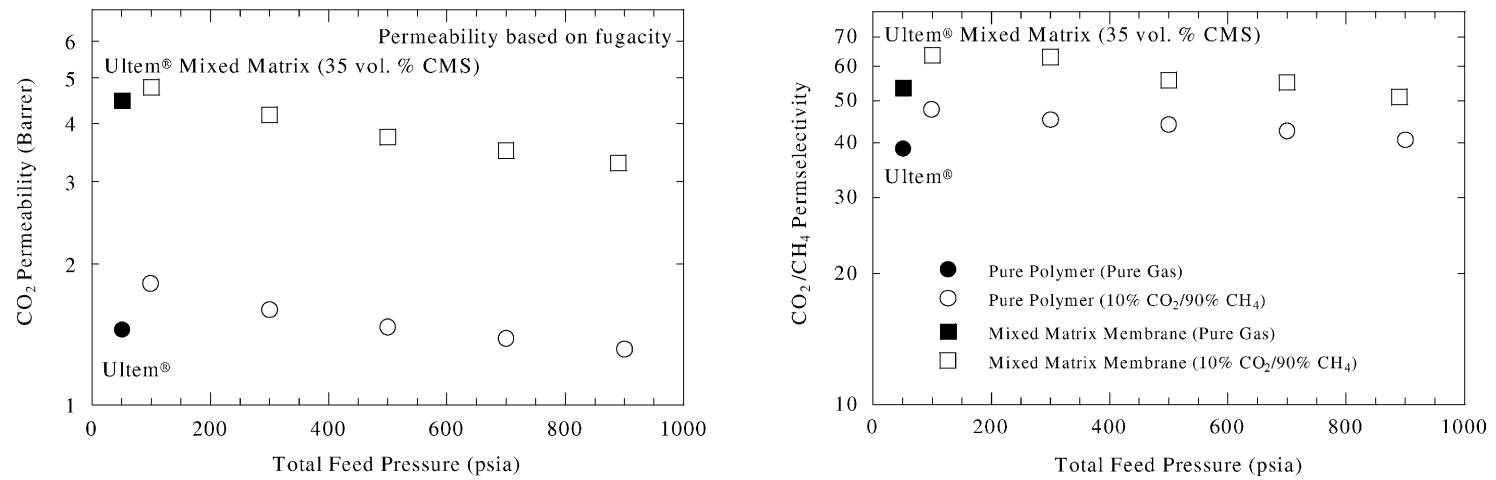 6
5
4
3
2
1
CO₂ Permeability (Barrer)
Permeability based on fugacity
Ultem® Mixed Matrix (35 vol. % CMS)
Ultem®
0 200 400 600 800 1000
Total Feed Pressure (psia)
70
60
50
40
30
20
10
CO₂/CH₄ Permselectivity
Ultem® Mixed Matrix (35 vol. % CMS)
Ultem®
Pure Polymer (Pure Gas)
Pure Polymer (10% CO₂/90% CH₄)
Mixed Matrix Membrane (Pure Gas)
Mixed Matrix Membrane (10% CO₂/90% CH₄)
0 200 400 600 800 1000
Total Feed Pressure (psia)